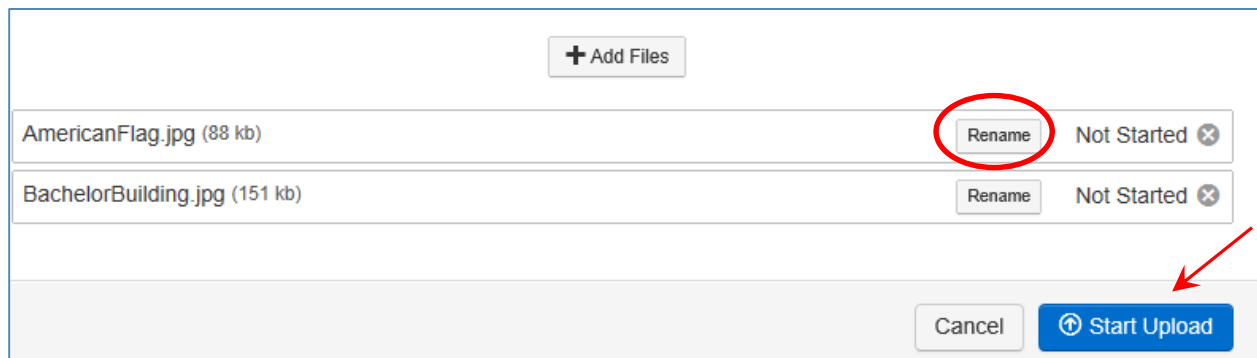 Add Files
AmericanFlag.jpg (88 kb) Rename Not Started
BachelorBuilding.jpg (151 kb) Rename Not Started
Cancel Start Upload